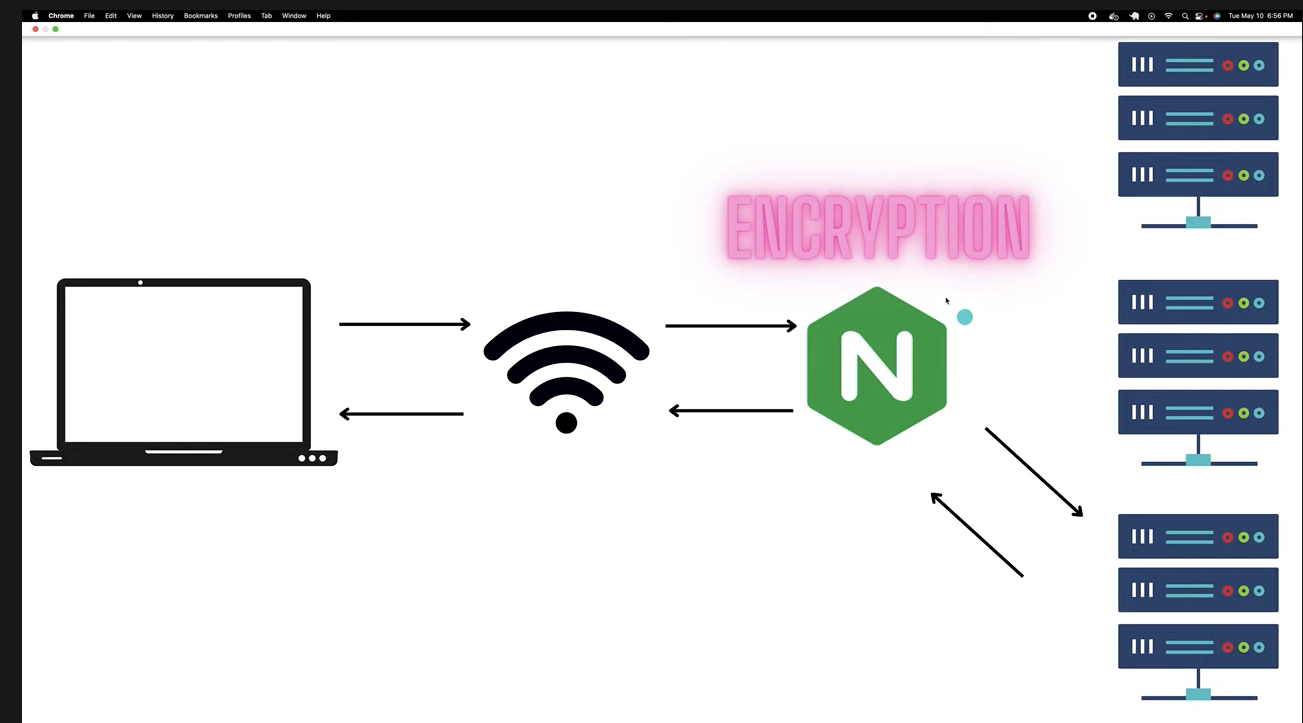 Chrome File Edit View History Bookmarks Profiles Tab Window Help Tue May 10 6:56 PM
ENCRYPTION
N